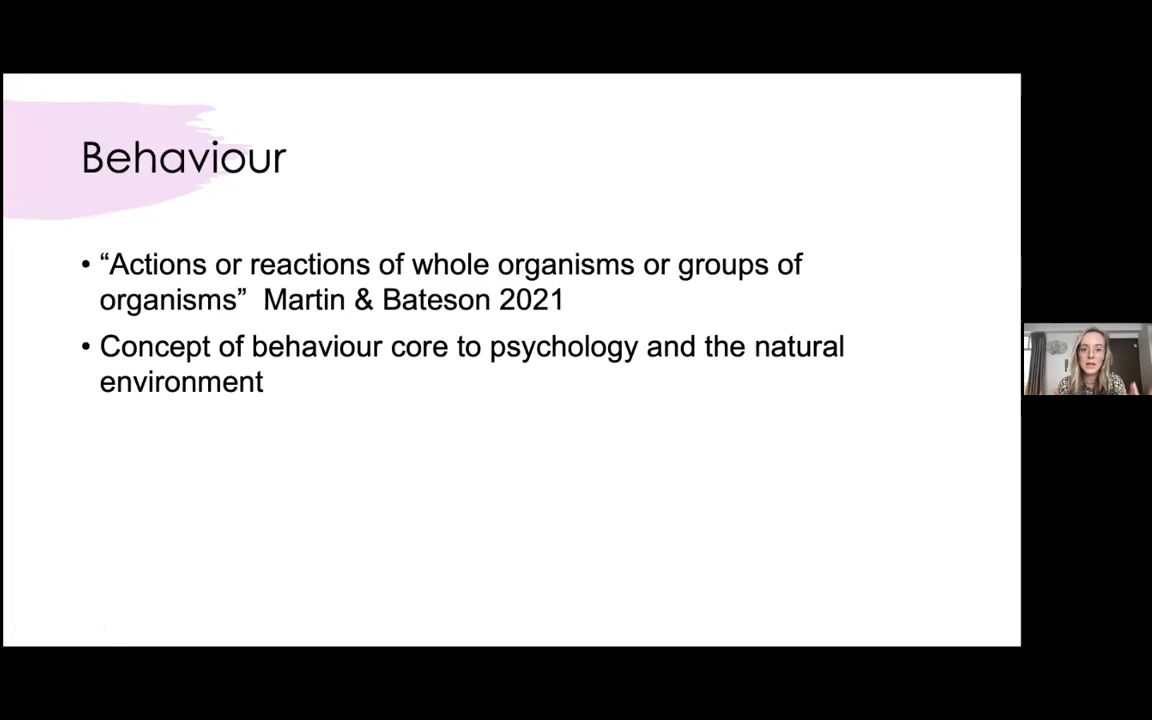 Behaviour
• “Actions or reactions of whole organisms or groups of
organisms”  Martin & Bateson 2021
• Concept of behaviour core to psychology and the natural
environment